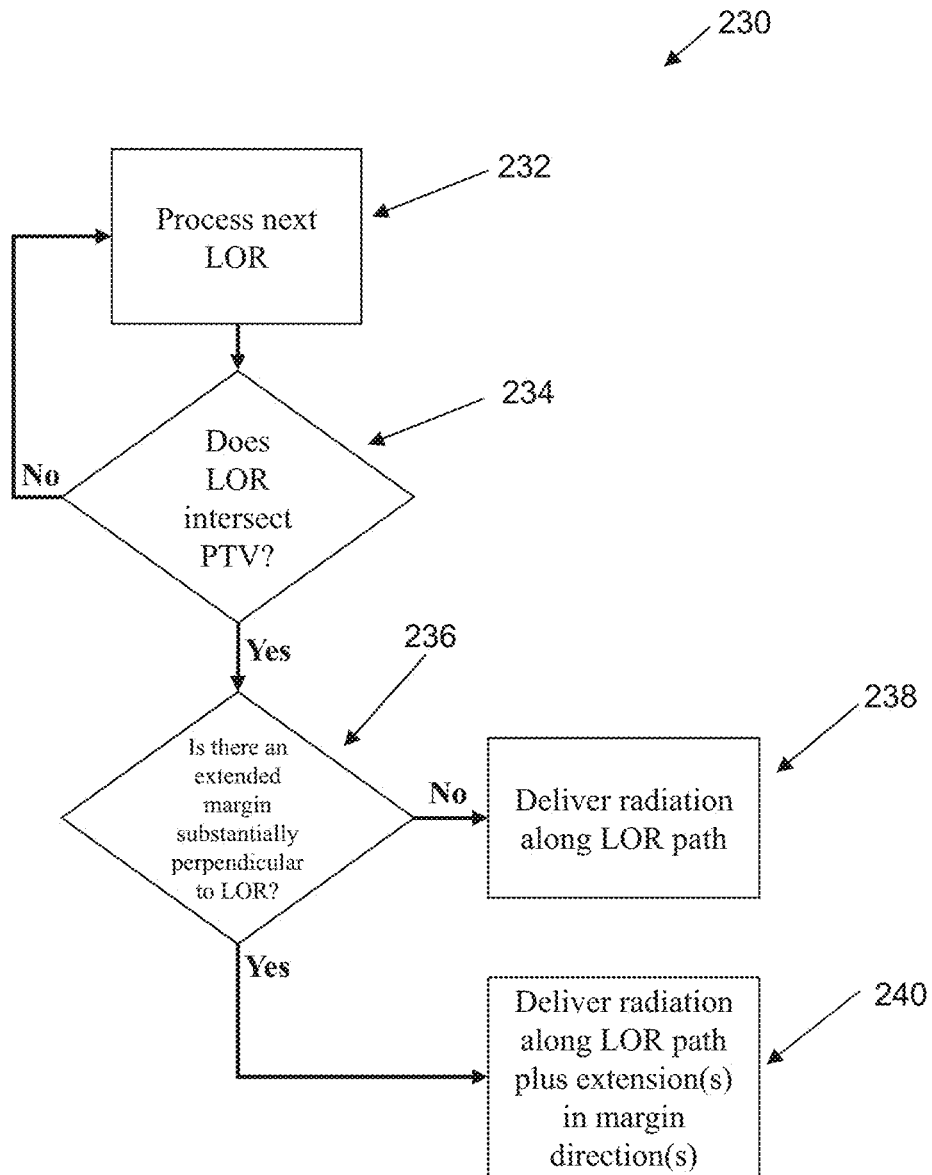 230
232
Process next
LOR
234
Does
LOR
intersect
PTV?
No
Yes
236
Is there an
extended
margin
substantially
perpendicular
to LOR?
No
238
Deliver radiation
along LOR path
Yes
240
Deliver radiation
along LOR path
plus extension(s)
in margin
direction(s)